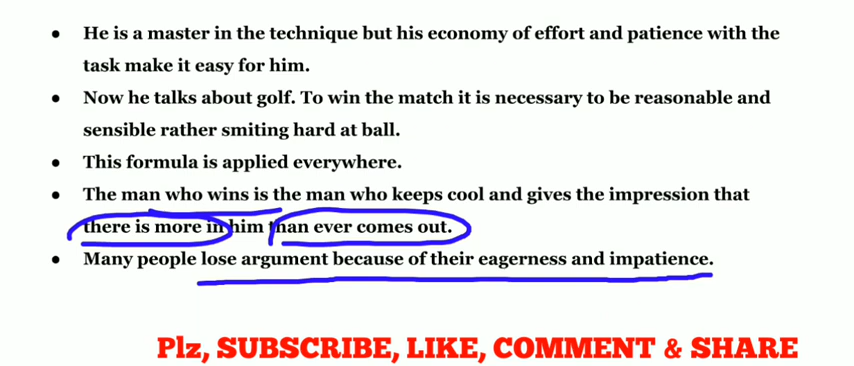 • He is a master in the technique but his economy of effort and patience with the
task make it easy for him.
• Now he talks about golf. To win the match it is necessary to be reasonable and
sensible rather smiting hard at ball.
• This formula is applied everywhere.
• The man who wins is the man who keeps cool and gives the impression that
there is more in him than ever comes out.
• Many people lose argument because of their eagerness and impatience.
Plz, SUBSCRIBE, LIKE, COMMENT & SHARE